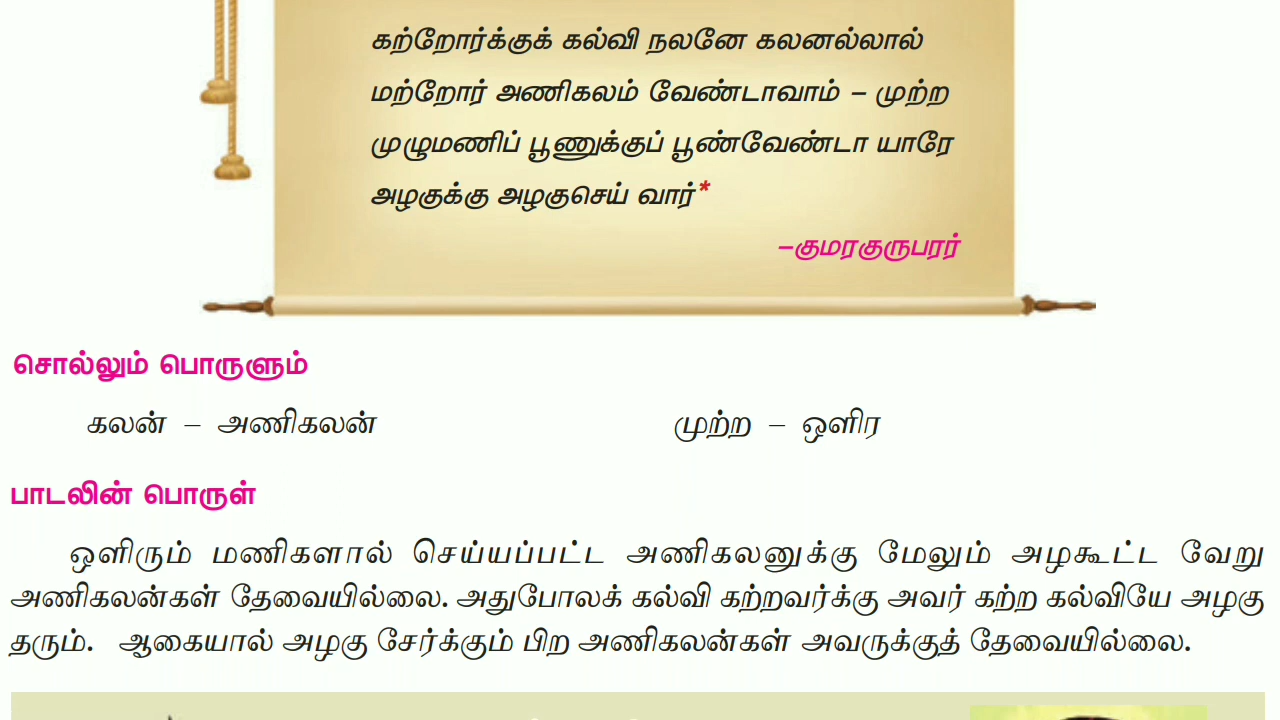 கற்றோர்க்குக் கல்வி நலனே கலனல்லால்
மற்றோர் அணிகலம் வேண்டாவாம் – முற்ற
முழுமணிப் பூணுக்குப் பூண்வேண்டா யாரே
அழகுக்கு அழகுசெய் வார்*
–குமரகுருபரர்
சொல்லும் பொருளும்
கலன் – அணிகலன் முற்ற – ஒளிர
பாடலின் பொருள்
ஒளிரும் மணிகளால் செய்யப்பட்ட அணிகலனுக்கு மேலும் அழகூட்ட வேறு
அணிகலன்கள் தேவையில்லை. அதுபோலக் கல்வி கற்றவர்க்கு அவர் கற்ற கல்வியே அழகு
தரும். ஆகையால் அழகு சேர்க்கும் பிற அணிகலன்கள் அவருக்குத் தேவையில்லை.